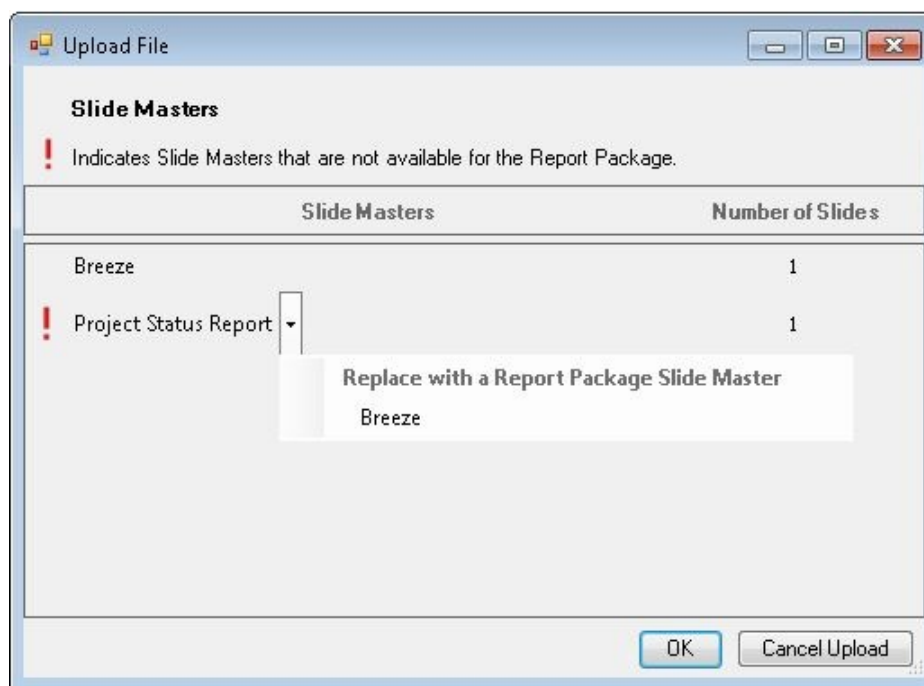 Upload File
Slide Masters
! Indicates Slide Masters that are not available for the Report Package.
Slide Masters Number of Slides
Breeze 1
! Project Status Report 1
Replace with a Report Package Slide Master
Breeze
OK Cancel Upload